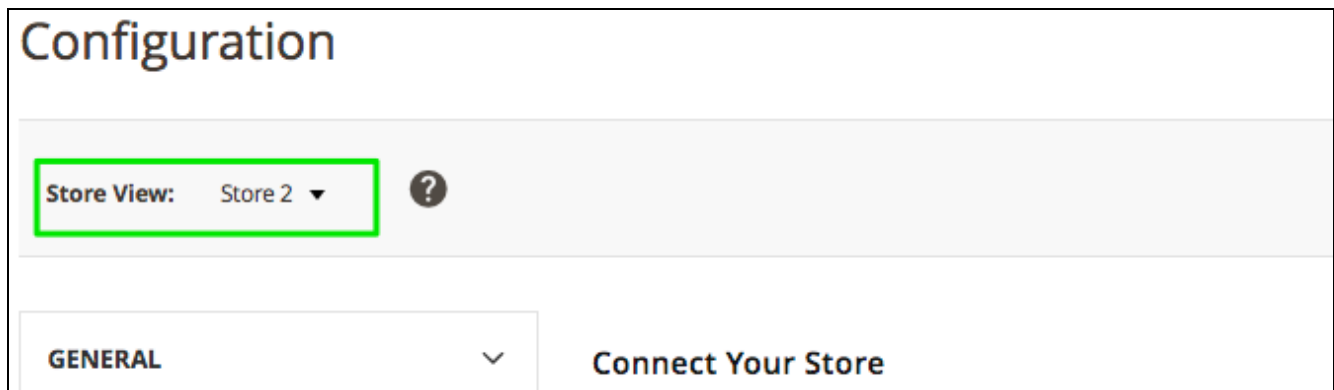 Configuration
Store View: Store 2
GENERAL
Connect Your Store